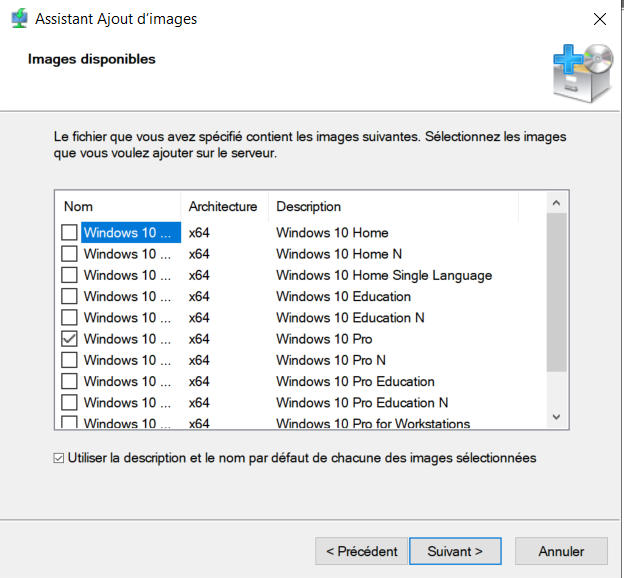 Assistant Ajout d'images
Images disponibles
Le fichier que vous avez spécifié contient les images suivantes. Sélectionnez les images
que vous voulez ajouter sur le serveur.
Nom Architecture Description
Windows 10 ... x64 Windows 10 Home
Windows 10 ... x64 Windows 10 Home N
Windows 10 ... x64 Windows 10 Home Single Language
Windows 10 ... x64 Windows 10 Education
Windows 10 ... x64 Windows 10 Education N
Windows 10 ... x64 Windows 10 Pro
Windows 10 ... x64 Windows 10 Pro N
Windows 10 ... x64 Windows 10 Pro Education
Windows 10 ... x64 Windows 10 Pro Education N
Windows 10 ... x64 Windows 10 Pro for Workstations
Utiliser la description et le nom par défaut de chacune des images sélectionnées
< Précédent Suivant > Annuler